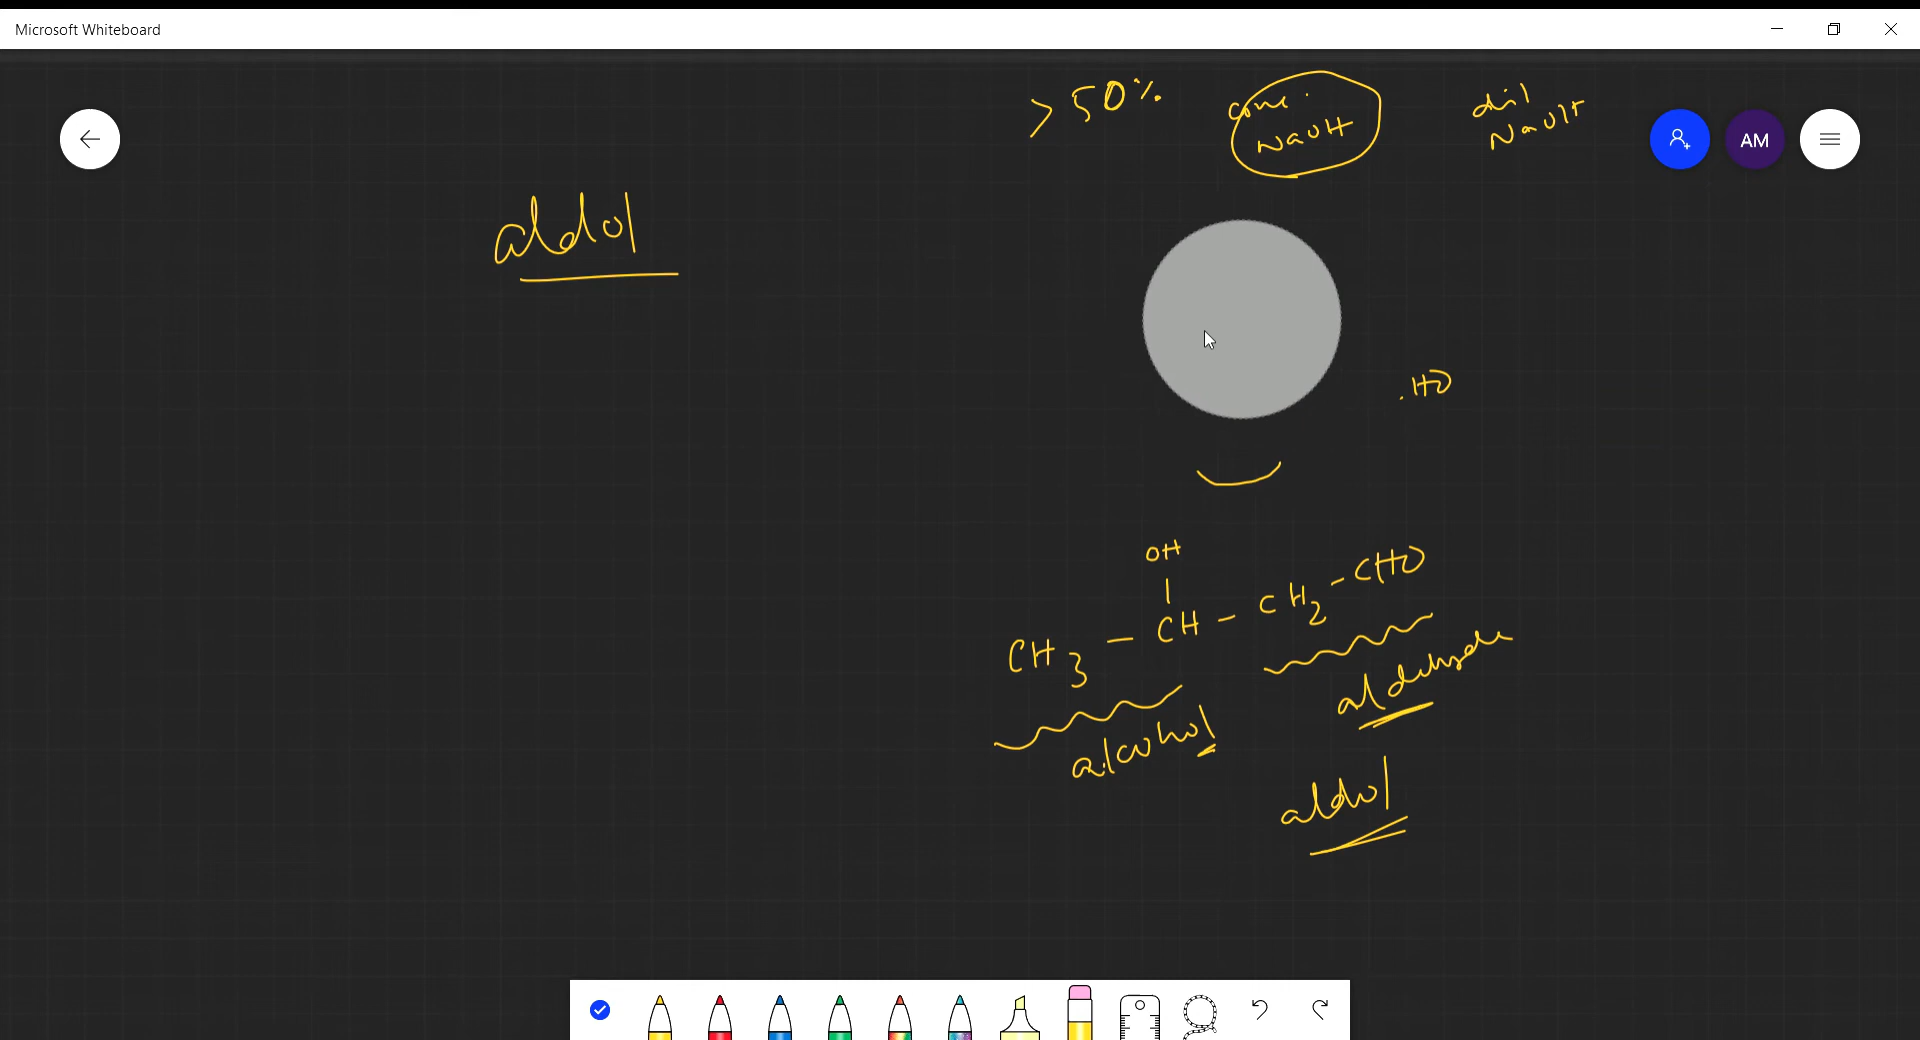 Microsoft Whiteboard
> 50%
conc.
NaOH
dil
NaOH
AM
aldol
.HO
OH
|
CH3 — CH — CH2 - CHO
alcohol
aldehyde
aldol